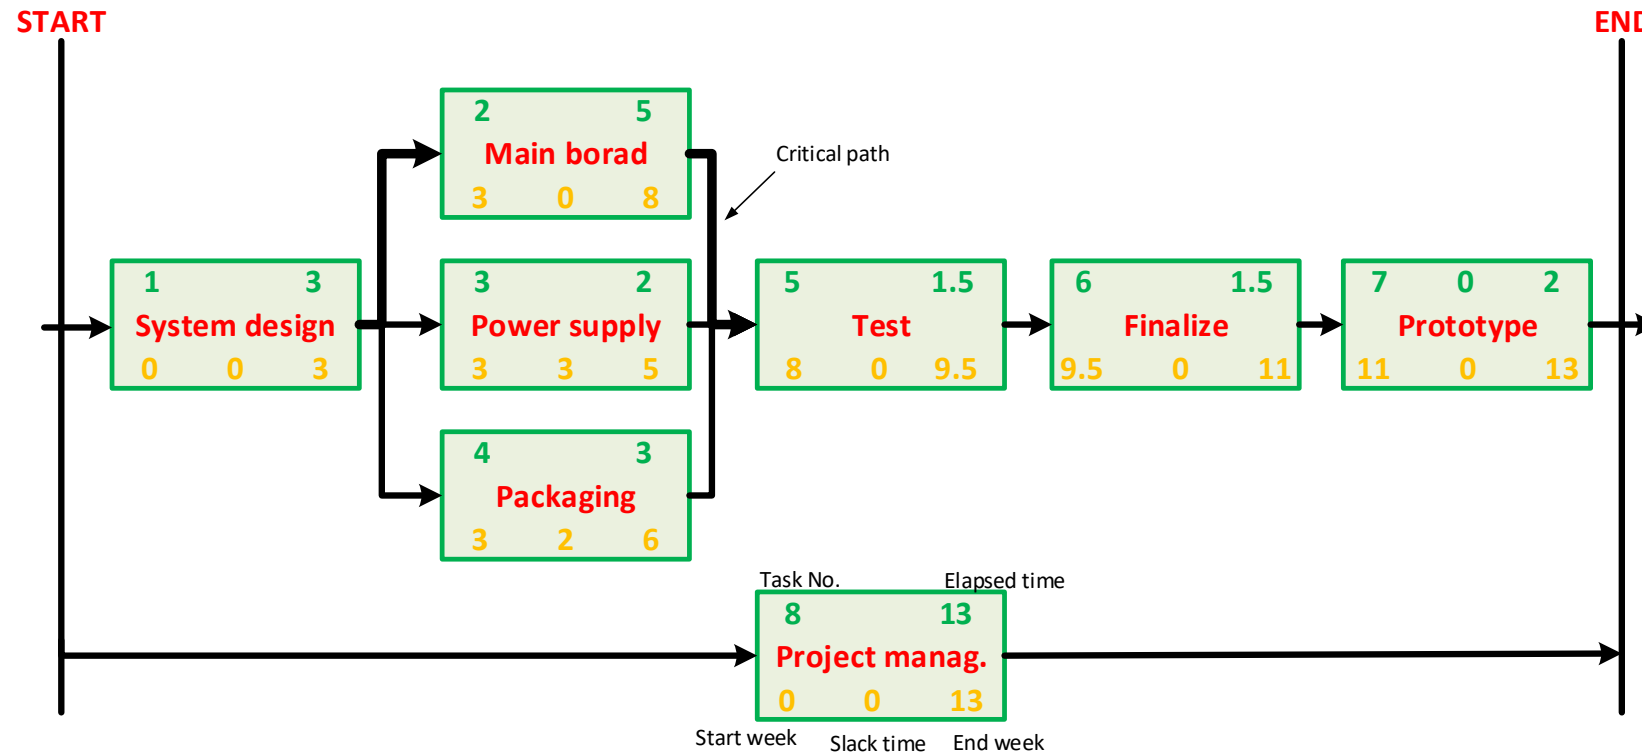 START
END
2 5
Main borad
3 0 8
Critical path
1 3
System design
0 0 3
3 2
Power supply
3 3 5
5 1.5
Test
8 0 9.5
6 1.5
Finalize
9.5 0 11
7 0 2
Prototype
11 0 13
4 3
Packaging
3 2 6
Task No. Elapsed time
8 13
Project manag.
0 0 13
Start week Slack time End week